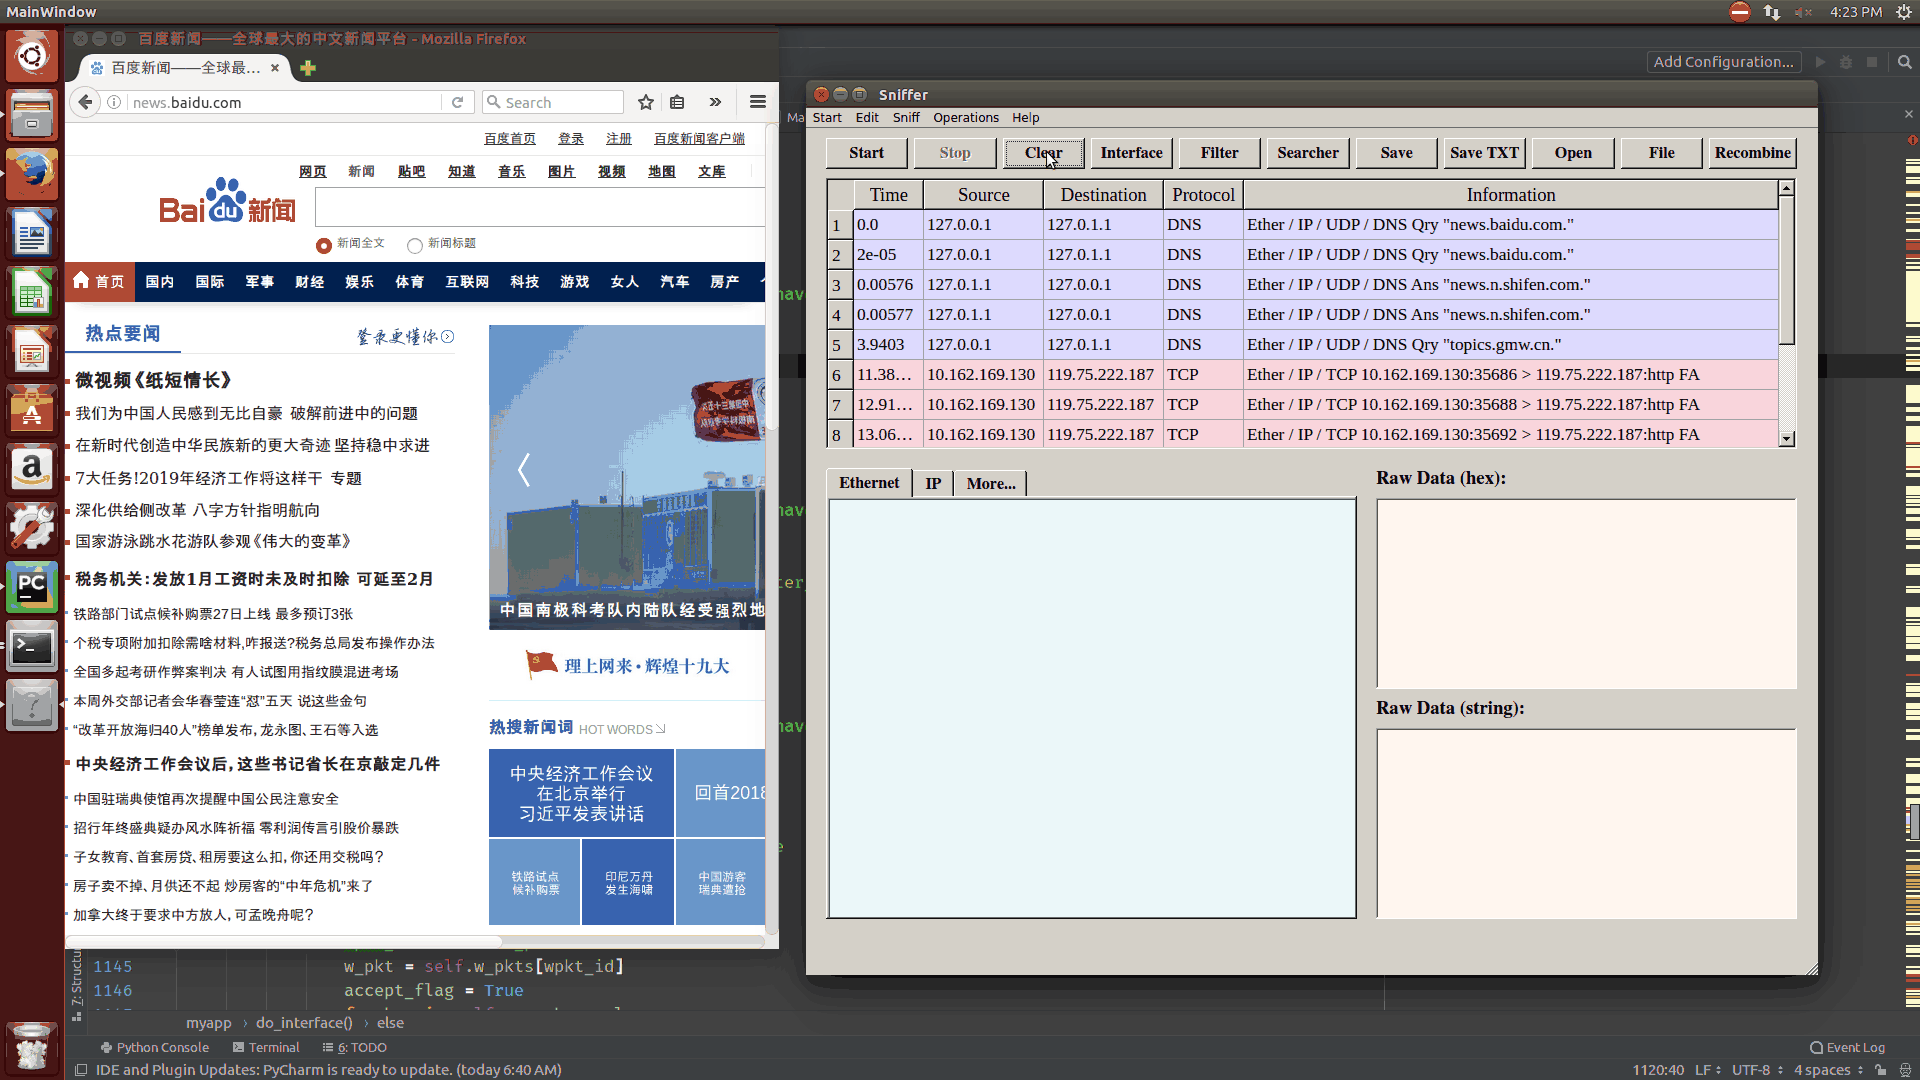 MainWindow
4:23 PM
百度新闻——全球最大的中文新闻平台 - Mozilla Firefox
百度新闻——全球最...
news.baidu.com
Search
百度首页 登录 注册 百度新闻客户端
网页 新闻 贴吧 知道 音乐 图片 视频 地图 文库
Bai du 新闻
新闻全文 新闻标题
首页 国内 国际 军事 财经 娱乐 体育 互联网 科技 游戏 女人 汽车 房产
热点要闻
登录更懂你
微视频《纸短情长》
我们为中国人民感到无比自豪 破解前进中的问题
在新时代创造中华民族新的更大奇迹 坚持稳中求进
7大任务!2019年经济工作将这样干 专题
深化供给侧改革 八字方针指明航向
国家游泳跳水花游队参观《伟大的变革》
税务机关:发放1月工资时未及时扣除 可延至2月
铁路部门试点候补购票27日上线 最多预订3张
个税专项附加扣除需啥材料,咋报送?税务总局发布操作办法
全国多起考研作弊案判决 有人试图用指纹膜混进考场
本周外交部记者会华春莹连“怼”五天 说这些金句
“改革开放海归40人”榜单发布,龙永图、王石等入选
中央经济工作会议后,这些书记省长在京敲定几件
中国驻瑞典使馆再次提醒中国公民注意安全
招行年终盛典疑办风水阵祈福 零利润传言引股价暴跌
子女教育、首套房贷、租房要这么扣,你还用交税吗?
房子卖不掉、月供还不起 炒房客的“中年危机”来了
加拿大终于要求中方放人,可孟晚舟呢?
中国南极科考队内陆队经受强烈地
理上网来·辉煌十九大
热搜新闻词 HOT WORDS
中央经济工作会议
在北京举行
习近平发表讲话
回首2018
铁路试点
候补购票
印尼万丹
发生海啸
中国游客
瑞典遭抢
Add Configuration...
Ma
Sniffer
Start Edit Sniff Operations Help
Start Stop Clear Interface Filter Searcher Save Save TXT Open File Recombine
Time Source Destination Protocol Information
1 0.0 127.0.0.1 127.0.1.1 DNS Ether / IP / UDP / DNS Qry "news.baidu.com."
2 2e-05 127.0.0.1 127.0.1.1 DNS Ether / IP / UDP / DNS Qry "news.baidu.com."
3 0.00576 127.0.1.1 127.0.0.1 DNS Ether / IP / UDP / DNS Ans "news.n.shifen.com."
4 0.00577 127.0.1.1 127.0.0.1 DNS Ether / IP / UDP / DNS Ans "news.n.shifen.com."
5 3.9403 127.0.0.1 127.0.1.1 DNS Ether / IP / UDP / DNS Qry "topics.gmw.cn."
6 11.38... 10.162.169.130 119.75.222.187 TCP Ether / IP / TCP 10.162.169.130:35686 > 119.75.222.187:http FA
7 12.91... 10.162.169.130 119.75.222.187 TCP Ether / IP / TCP 10.162.169.130:35688 > 119.75.222.187:http FA
8 13.06... 10.162.169.130 119.75.222.187 TCP Ether / IP / TCP 10.162.169.130:35692 > 119.75.222.187:http FA
Ethernet IP More...
Raw Data (hex):
Raw Data (string):
7: Structu
1145 w_pkt = self.w_pkts[wpkt_id]
1146 accept_flag = True
myapp › do_interface() › else
Python Console Terminal 6: TODO Event Log
IDE and Plugin Updates: PyCharm is ready to update. (today 6:40 AM) 1120:40 LF UTF-8 4 spaces